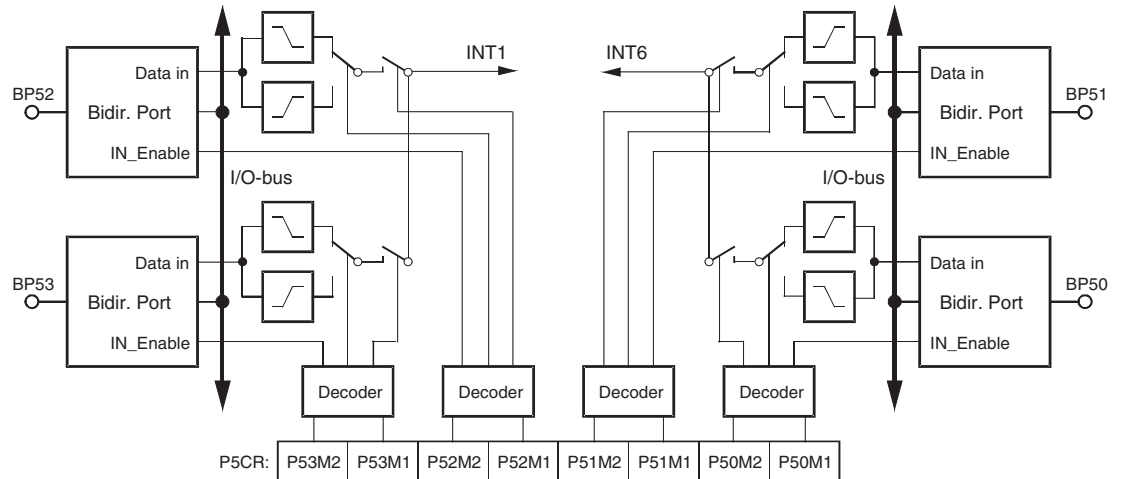 INT1 INT6
Data in Data in
BP52 BP51
Bidir. Port Bidir. Port
IN_Enable IN_Enable
I/O-bus I/O-bus
Data in Data in
BP53 BP50
Bidir. Port Bidir. Port
IN_Enable IN_Enable
Decoder Decoder Decoder Decoder
P5CR: P53M2 P53M1 P52M2 P52M1 P51M2 P51M1 P50M2 P50M1